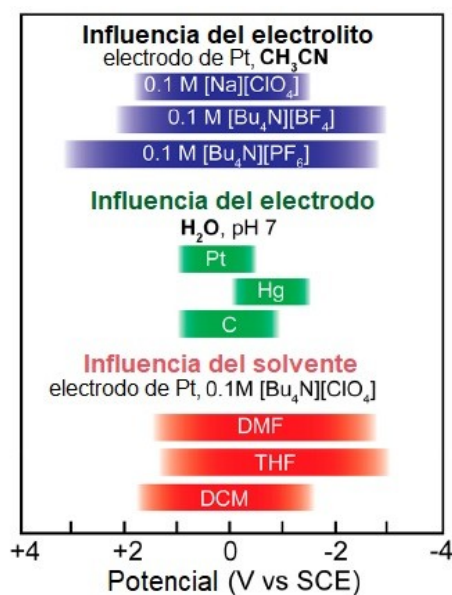 Influencia del electrolito
electrodo de Pt, CH₃CN
0.1 M [Na][ClO₄]
0.1 M [Bu₄N][BF₄]
0.1 M [Bu₄N][PF₆]
Influencia del electrodo
H₂O, pH 7
Pt
Hg
C
Influencia del solvente
electrodo de Pt, 0.1M [Bu₄N][ClO₄]
DMF
THF
DCM
+4 +2 0 -2 -4
Potencial (V vs SCE)